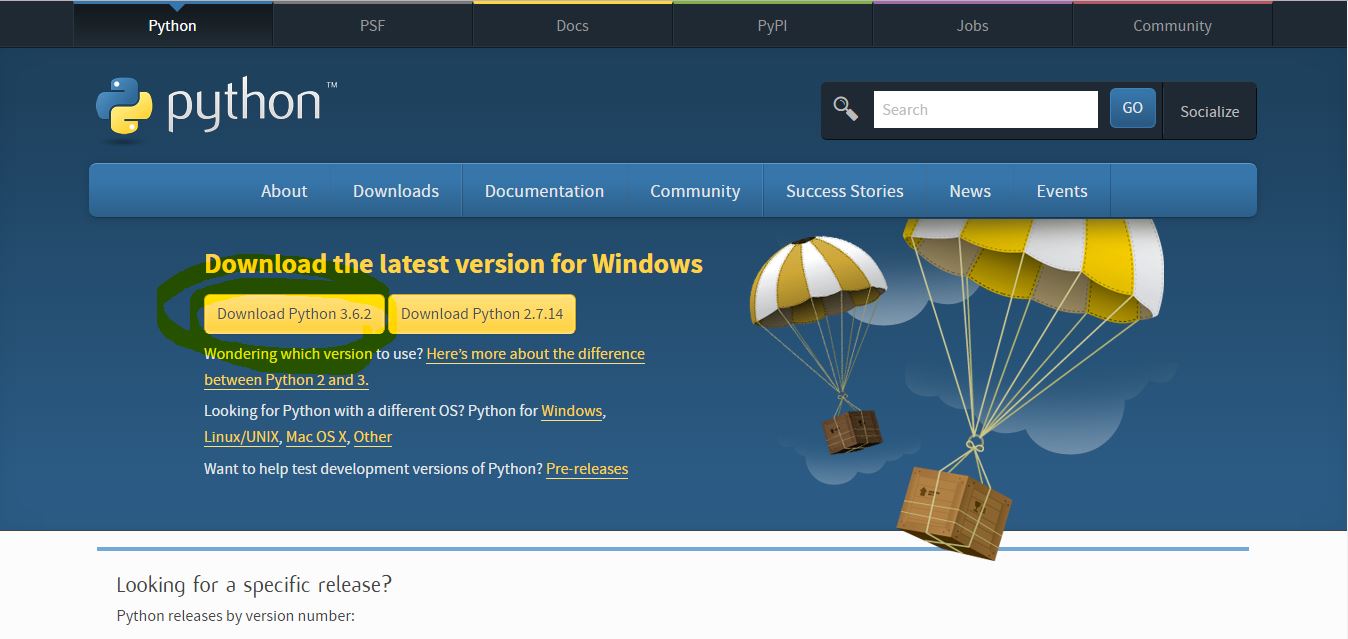 Python PSF Docs PyPI Jobs Community
python™
Search GO Socialize
About Downloads Documentation Community Success Stories News Events
Download the latest version for Windows
Download Python 3.6.2 Download Python 2.7.14
Wondering which version to use? Here's more about the difference
between Python 2 and 3.
Looking for Python with a different OS? Python for Windows,
Linux/UNIX, Mac OS X, Other
Want to help test development versions of Python? Pre-releases
Looking for a specific release?
Python releases by version number: